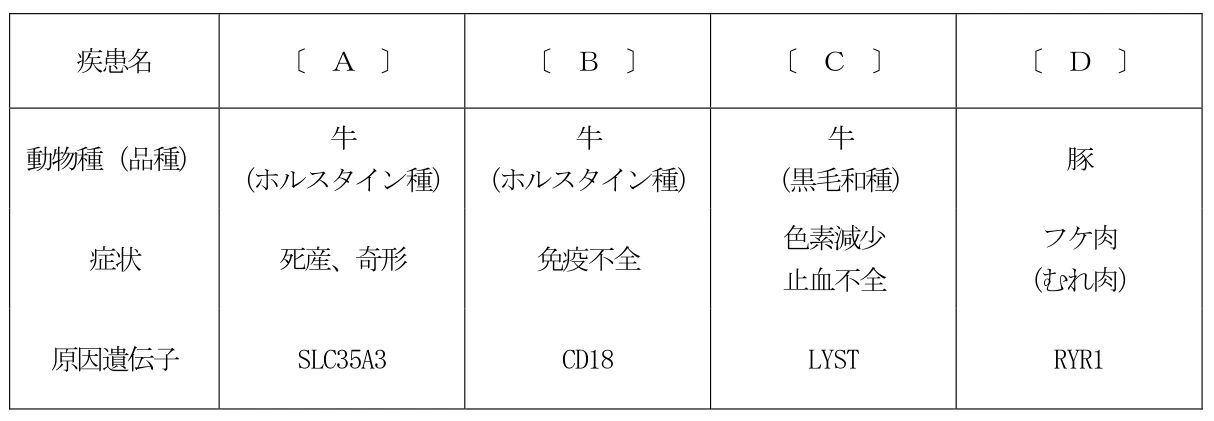 疾患名 〔 A 〕 〔 B 〕 〔 C 〕 〔 D 〕
動物種 (品種) 牛 (ホルスタイン種) 牛 (ホルスタイン種) 牛 (黒毛和種) 豚
症状 死産、奇形 免疫不全 色素減少 止血不全 フケ肉 (むれ肉)
原因遺伝子 SLC35A3 CD18 LYST RYR1